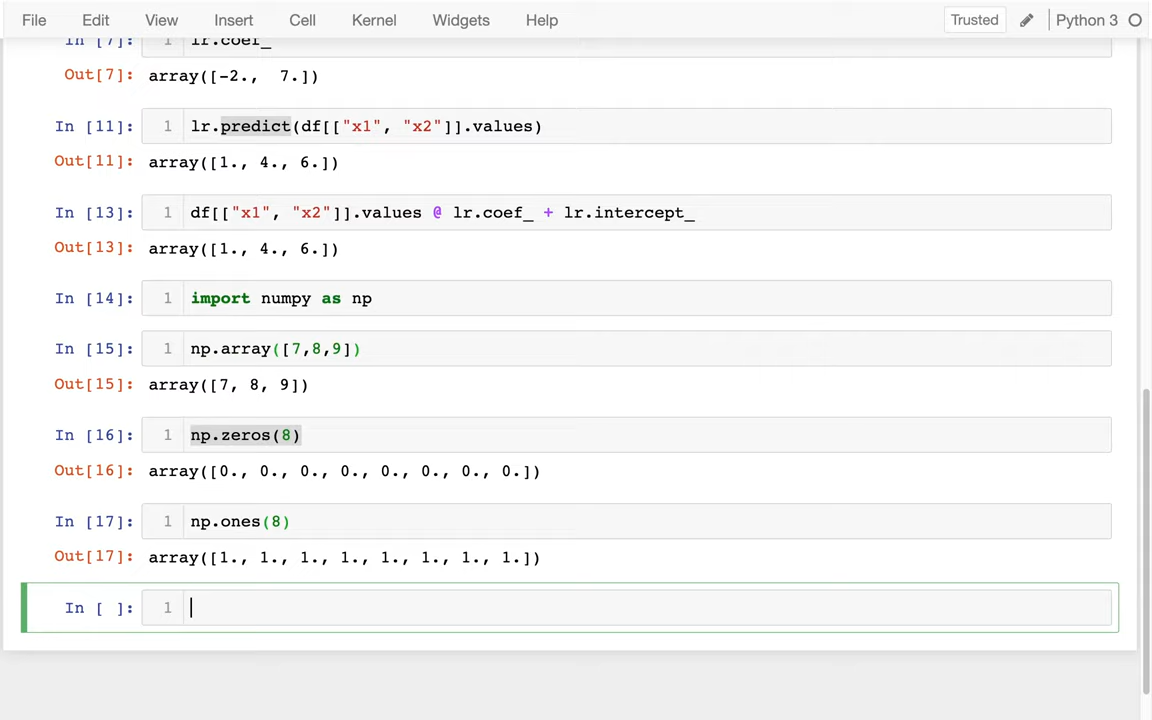 File Edit View Insert Cell Kernel Widgets Help Trusted Python 3
In [7]: 1 lr.coef_
Out[7]: array([-2., 7.])
In [11]: 1 lr.predict(df[["x1", "x2"]].values)
Out[11]: array([1., 4., 6.])
In [13]: 1 df[["x1", "x2"]].values @ lr.coef_ + lr.intercept_
Out[13]: array([1., 4., 6.])
In [14]: 1 import numpy as np
In [15]: 1 np.array([7,8,9])
Out[15]: array([7, 8, 9])
In [16]: 1 np.zeros(8)
Out[16]: array([0., 0., 0., 0., 0., 0., 0., 0.])
In [17]: 1 np.ones(8)
Out[17]: array([1., 1., 1., 1., 1., 1., 1., 1.])
In [ ]: 1